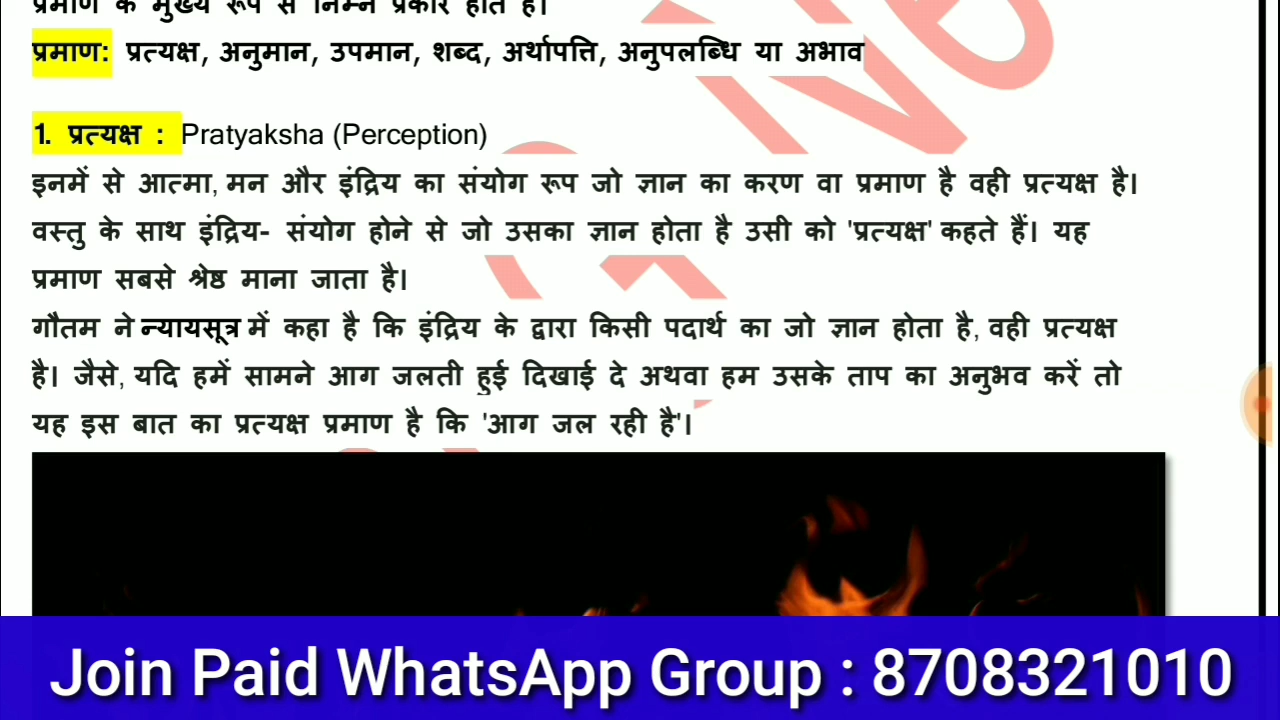 प्रमाण के मुख्य रूप से निम्न प्रकार होते हैं।
प्रमाण: प्रत्यक्ष, अनुमान, उपमान, शब्द, अर्थापत्ति, अनुपलब्धि या अभाव
1. प्रत्यक्ष : Pratyaksha (Perception)
इनमें से आत्मा, मन और इंद्रिय का संयोग रूप जो ज्ञान का करण वा प्रमाण है वही प्रत्यक्ष है।
वस्तु के साथ इंद्रिय- संयोग होने से जो उसका ज्ञान होता है उसी को 'प्रत्यक्ष' कहते हैं। यह
प्रमाण सबसे श्रेष्ठ माना जाता है।
गौतम ने न्यायसूत्र में कहा है कि इंद्रिय के द्वारा किसी पदार्थ का जो ज्ञान होता है, वही प्रत्यक्ष
है। जैसे, यदि हमें सामने आग जलती हुई दिखाई दे अथवा हम उसके ताप का अनुभव करें तो
यह इस बात का प्रत्यक्ष प्रमाण है कि 'आग जल रही है'।
Join Paid WhatsApp Group : 8708321010